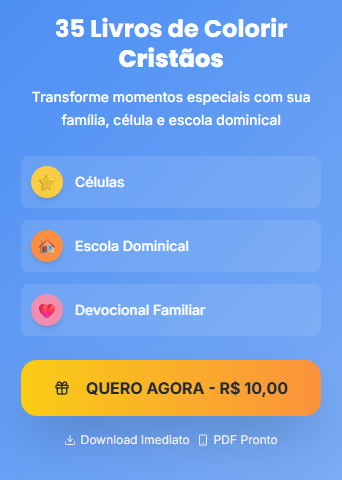 35 Livros de Colorir
Cristãos
Transforme momentos especiais com sua
família, célula e escola dominical
Células
Escola Dominical
Devocional Familiar
QUERO AGORA - R$ 10,00
Download Imediato PDF Pronto